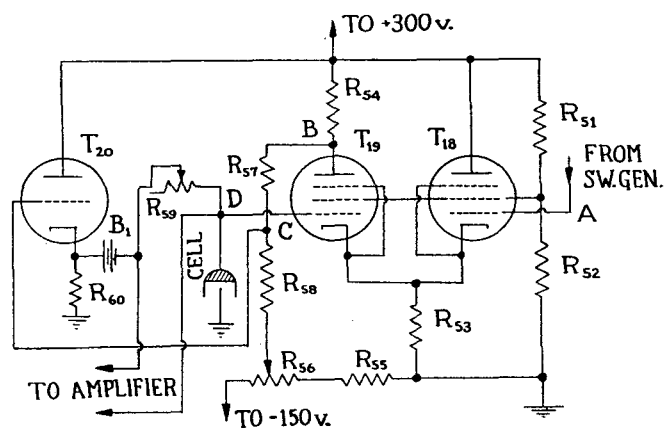 TO +300 v.
R54
B
T19
T18
R51
T20
R57
FROM
SW.GEN.
R59
D
B1
C
A
CELL
R58
R52
R60
R53
R56
R55
TO AMPLIFIER
TO -150 v.